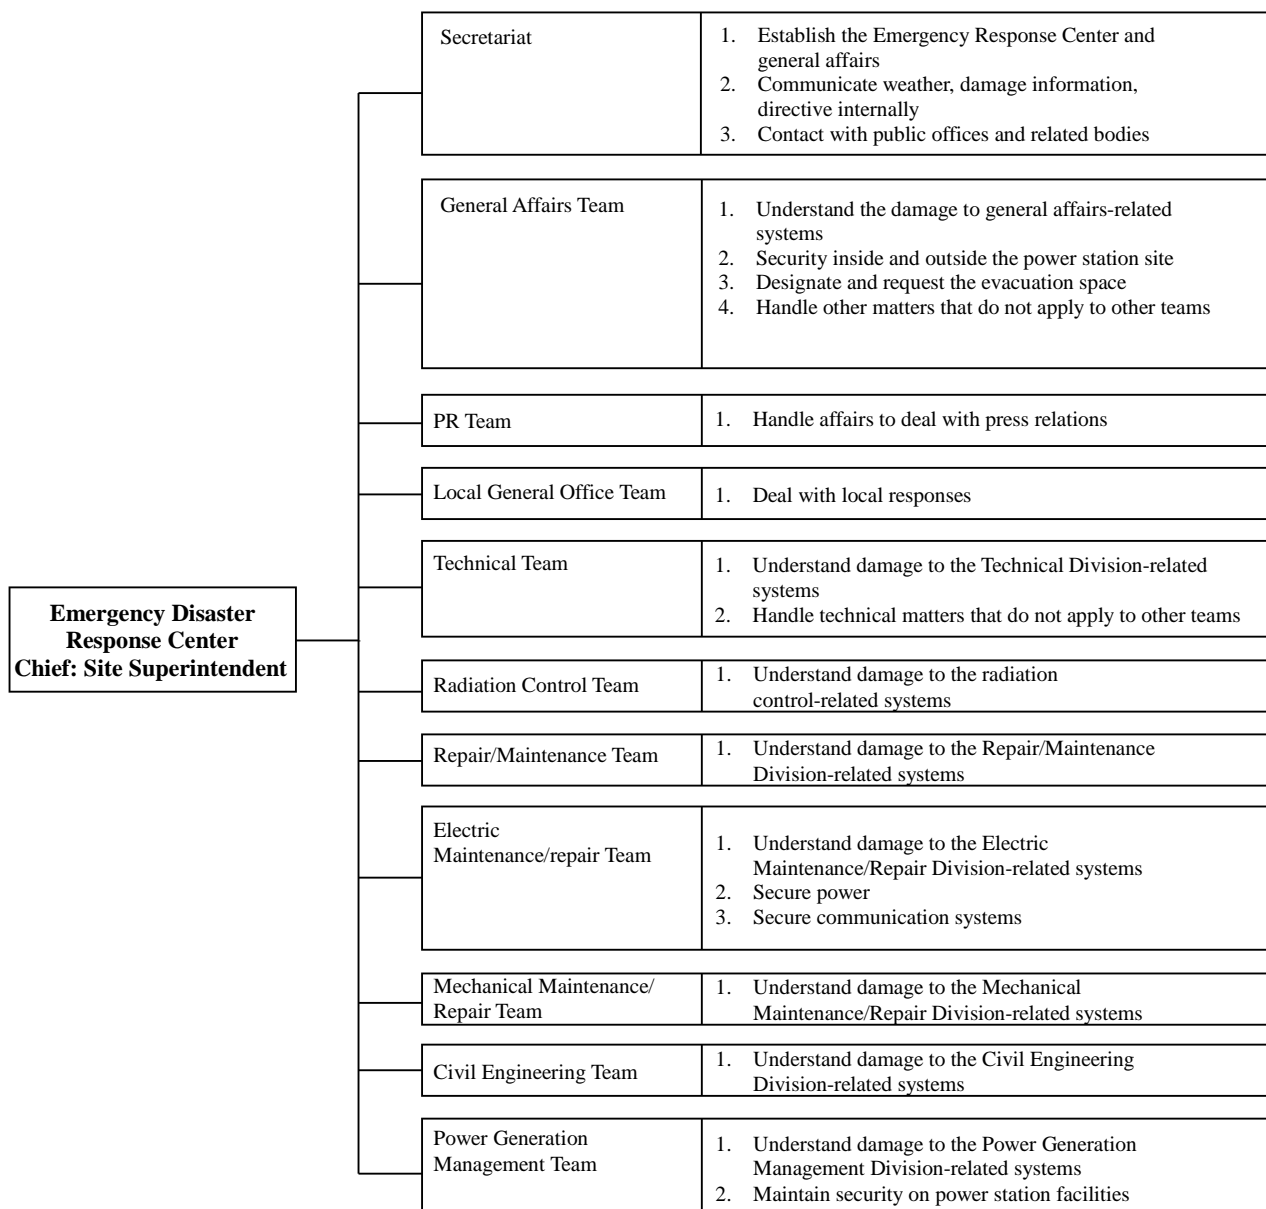 Secretariat
1. Establish the Emergency Response Center and
general affairs
2. Communicate weather, damage information,
directive internally
3. Contact with public offices and related bodies
General Affairs Team
1. Understand the damage to general affairs-related
systems
2. Security inside and outside the power station site
3. Designate and request the evacuation space
4. Handle other matters that do not apply to other teams
PR Team
1. Handle affairs to deal with press relations
Local General Office Team
1. Deal with local responses
Technical Team
1. Understand damage to the Technical Division-related
systems
2. Handle technical matters that do not apply to other teams
Emergency Disaster
Response Center
Chief: Site Superintendent
Radiation Control Team
1. Understand damage to the radiation
control-related systems
Repair/Maintenance Team
1. Understand damage to the Repair/Maintenance
Division-related systems
Electric
Maintenance/repair Team
1. Understand damage to the Electric
Maintenance/Repair Division-related systems
2. Secure power
3. Secure communication systems
Mechanical Maintenance/
Repair Team
1. Understand damage to the Mechanical
Maintenance/Repair Division-related systems
Civil Engineering Team
1. Understand damage to the Civil Engineering
Division-related systems
Power Generation
Management Team
1. Understand damage to the Power Generation
Management Division-related systems
2. Maintain security on power station facilities